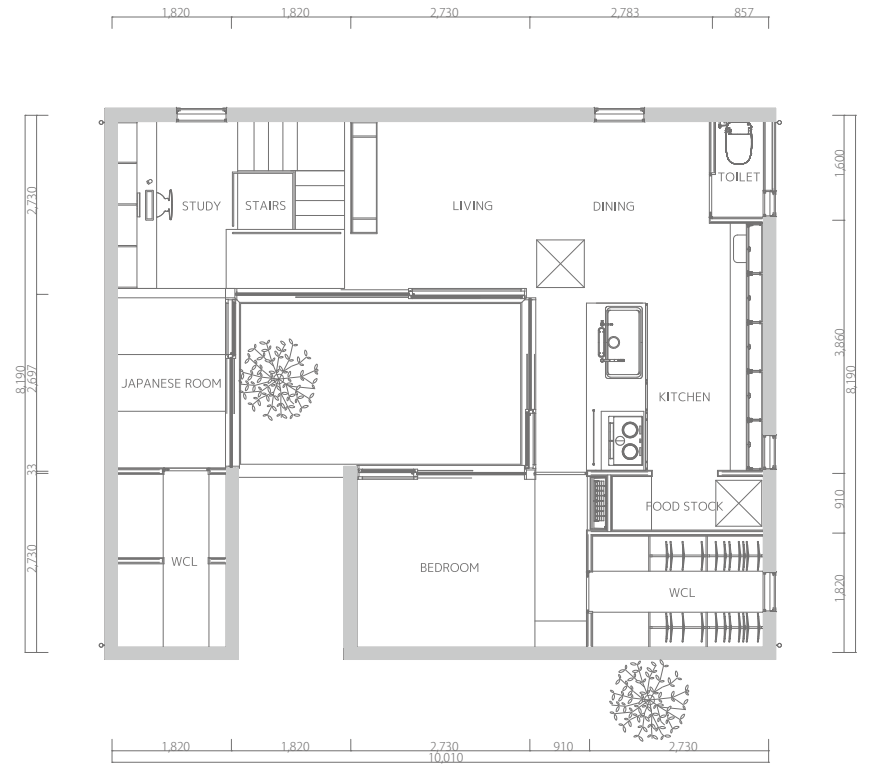 1,820
1,820
2,730
2,783
857
2,730
8,190
2,697
33
2,730
1,600
3,860
8,190
910
1,820
STUDY
STAIRS
LIVING
DINING
TOILET
JAPANESE ROOM
KITCHEN
FOOD STOCK
WCL
BEDROOM
WCL
1,820
1,820
2,730
910
2,730
10,010